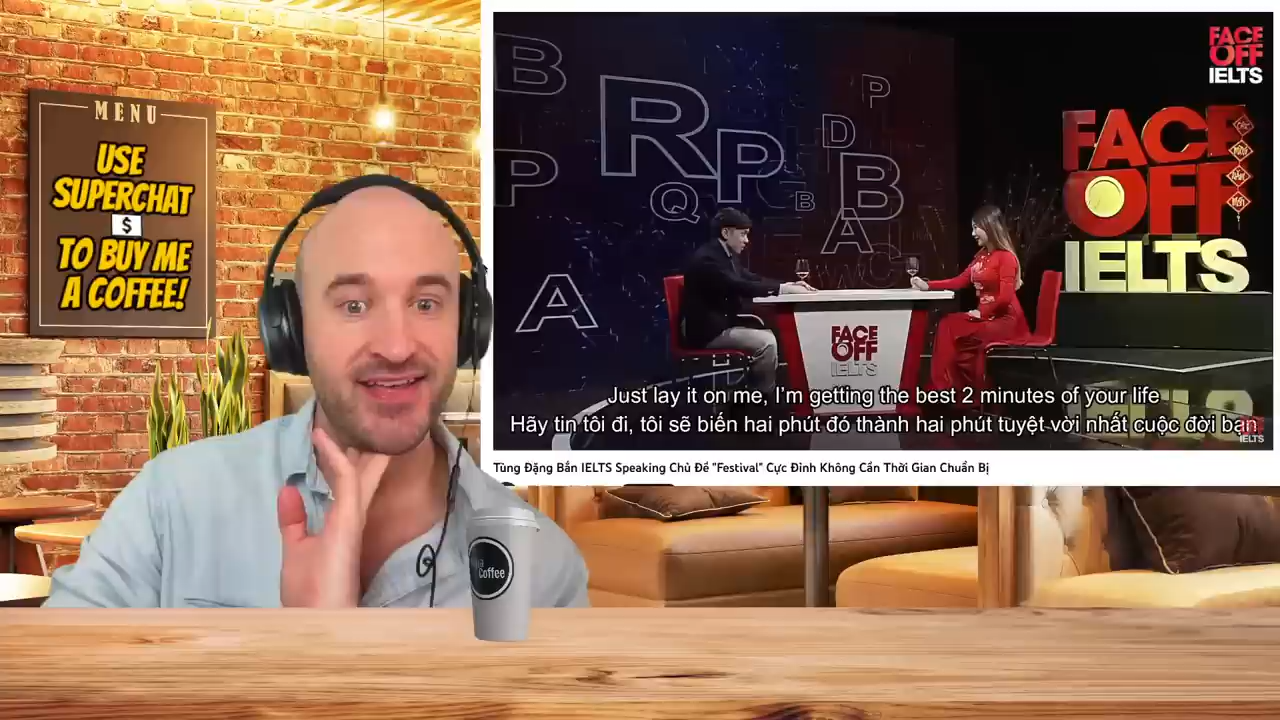 MENU
USE
SUPERCHAT
$
TO BUY ME
A COFFEE!
Coffee
FACE
OFF
IELTS
B
R
P
P
D
P
Q
B
B
A
A
FACE
OFF
IELTS
FACE
OFF
IELTS
Just lay it on me, I'm getting the best 2 minutes of your life
Hãy tin tôi đi, tôi sẽ biến hai phút đó thành hai phút tuyệt vời nhất cuộc đời bạn.
IELTS
Tùng Đặng Bắn IELTS Speaking Chủ Đề "Festival" Cực Đỉnh Không Cần Thời Gian Chuẩn Bị